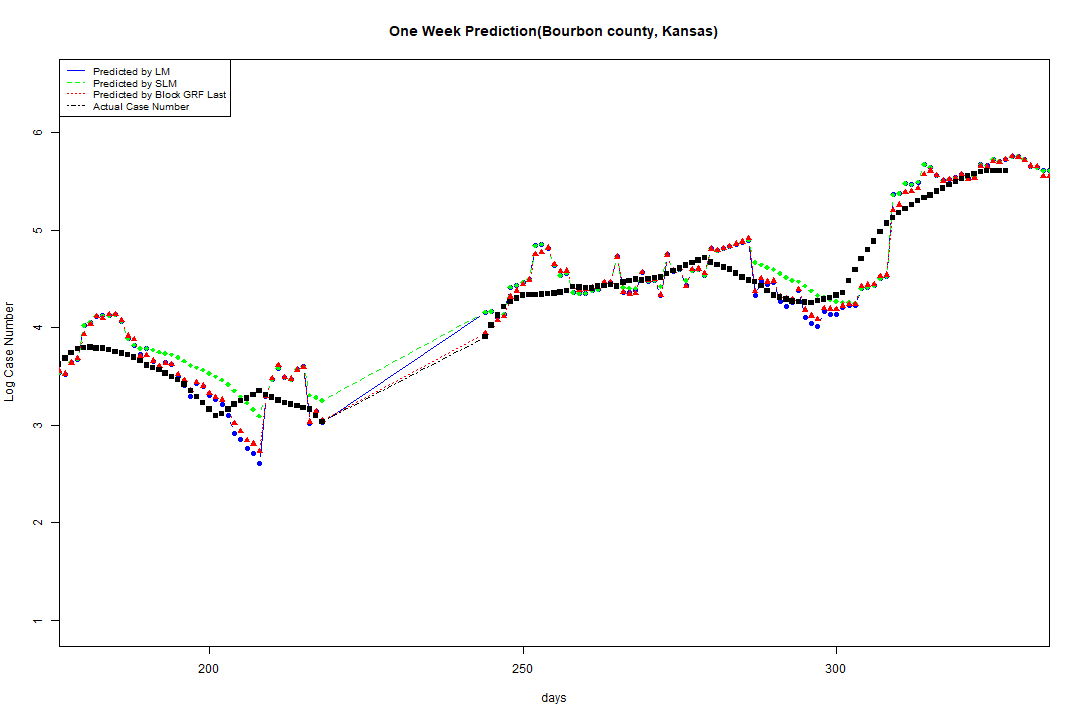 One Week Prediction(Bourbon county, Kansas)
Predicted by LM
Predicted by SLM
Predicted by Block GRF Last
Actual Case Number
6
5
4
3
2
1
Log Case Number
200
250
300
days